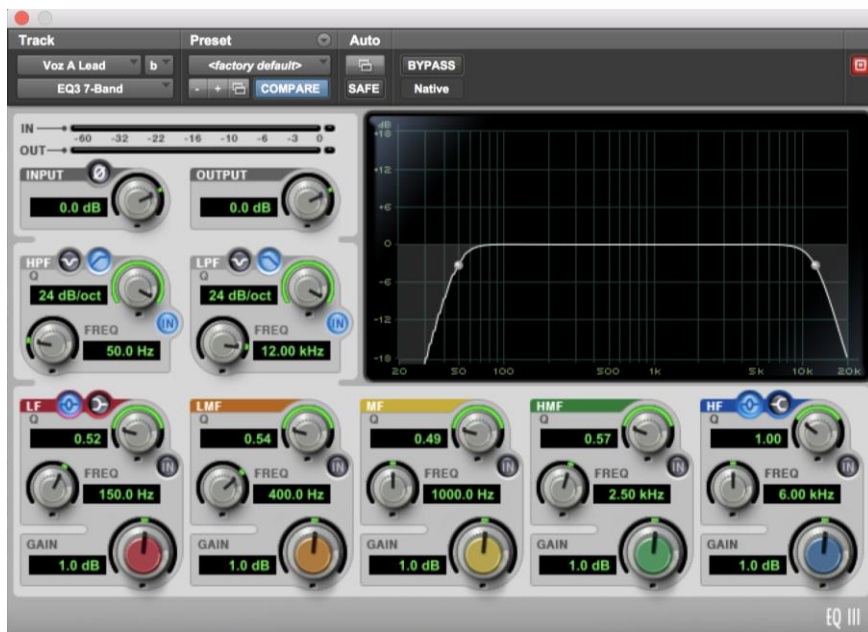 Track Preset Auto
Voz A Lead b <factory default> BYPASS
EQ3 7-Band - + COMPARE SAFE Native
IN
-60 -32 -22 -16 -10 -6 -3 0
OUT
INPUT Ø OUTPUT
0.0 dB 0.0 dB
HPF LPF
Q Q
24 dB/oct 24 dB/oct
IN IN
FREQ FREQ
50.0 Hz 12.00 kHz
dB
+18
+12
+6
0
-6
-12
-18
20 50 100 500 1k 5k 10k 20k
LF LMF MF HMF HF
Q Q Q Q Q
0.52 0.54 0.49 0.57 1.00
IN IN IN IN IN
FREQ FREQ FREQ FREQ FREQ
150.0 Hz 400.0 Hz 1000.0 Hz 2.50 kHz 6.00 kHz
GAIN GAIN GAIN GAIN GAIN
1.0 dB 1.0 dB 1.0 dB 1.0 dB 1.0 dB
EQ III